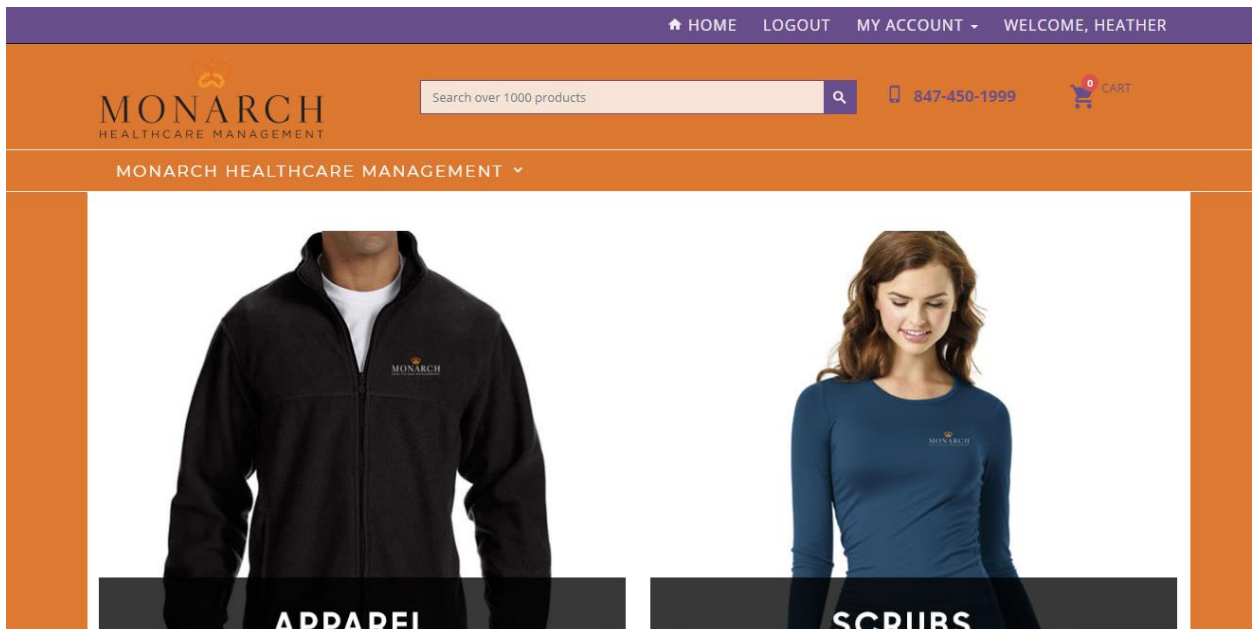 HOME LOGOUT MY ACCOUNT WELCOME, HEATHER
MONARCH
HEALTHCARE MANAGEMENT
Search over 1000 products
847-450-1999
0
CART
MONARCH HEALTHCARE MANAGEMENT
MONARCH
MONARCH
APPAREL
SCRUBS